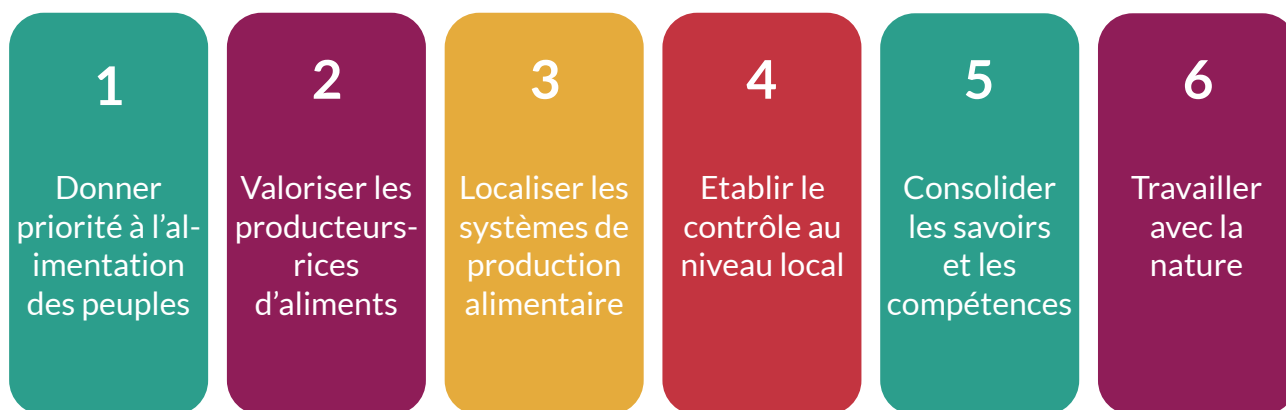 1
Donner
priorité à l'al-
imentation
des peuples
2
Valoriser les
producteurs-
rices
d'aliments
3
Localiser les
systèmes de
production
alimentaire
4
Etablir le
contrôle au
niveau local
5
Consolider
les savoirs
et les
compétences
6
Travailler
avec la
nature